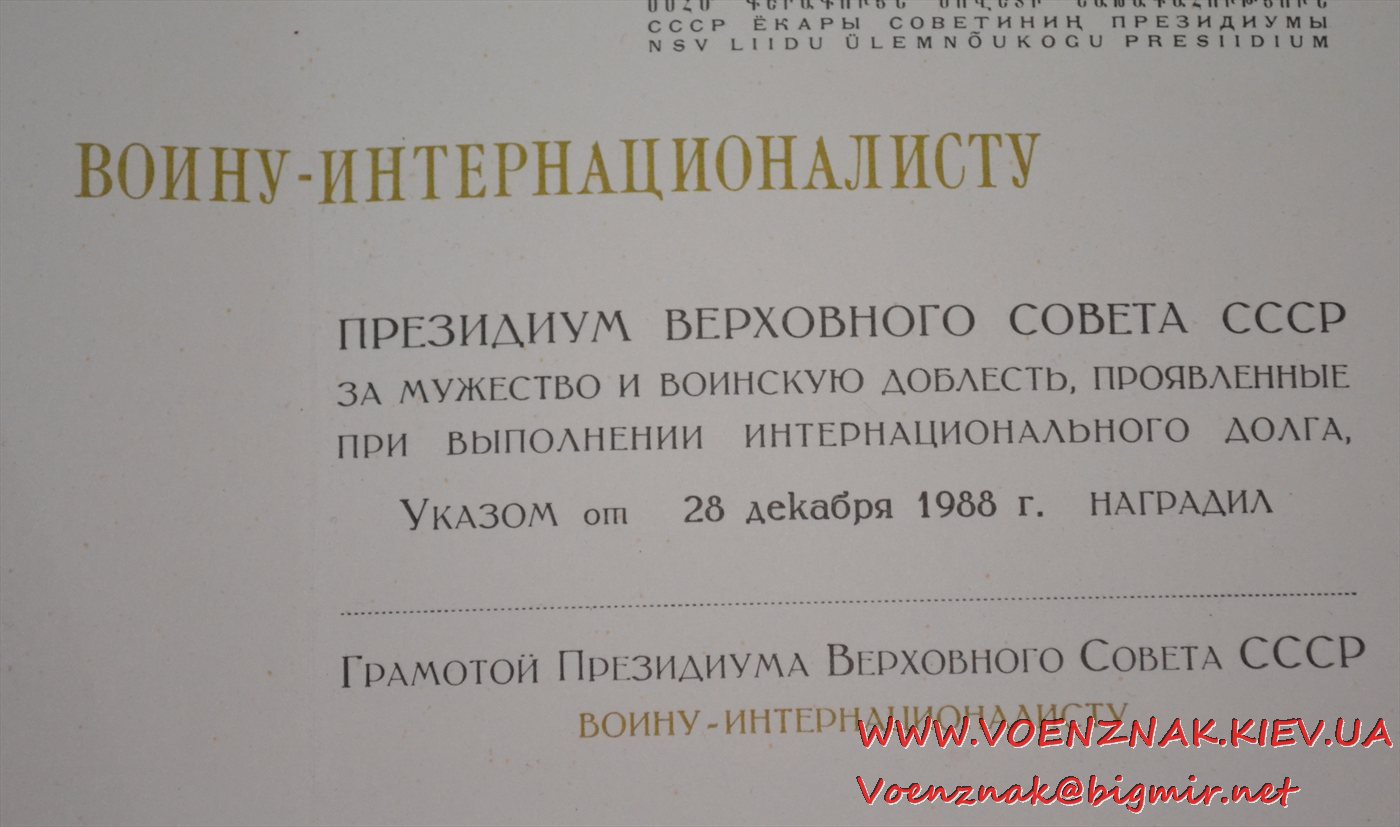 СССР ЁКАРЫ СОВЕТИНИҢ ПРЕЗИДИУМЫ
NSV LIIDU ÜLEMNÕUKOGU PRESIIDIUM
ВОИНУ-ИНТЕРНАЦИОНАЛИСТУ
ПРЕЗИДИУМ ВЕРХОВНОГО СОВЕТА СССР
ЗА МУЖЕСТВО И ВОИНСКУЮ ДОБЛЕСТЬ, ПРОЯВЛЕННЫЕ
ПРИ ВЫПОЛНЕНИИ ИНТЕРНАЦИОНАЛЬНОГО ДОЛГА,
УКАЗОМ от 28 декабря 1988 г. НАГРАДИЛ
ГРАМОТОЙ ПРЕЗИДИУМА ВЕРХОВНОГО СОВЕТА СССР
ВОИНУ-ИНТЕРНАЦИОНАЛИСТУ
WWW.VOENZNAK.KIEV.UA
Voenznak@bigmir.net